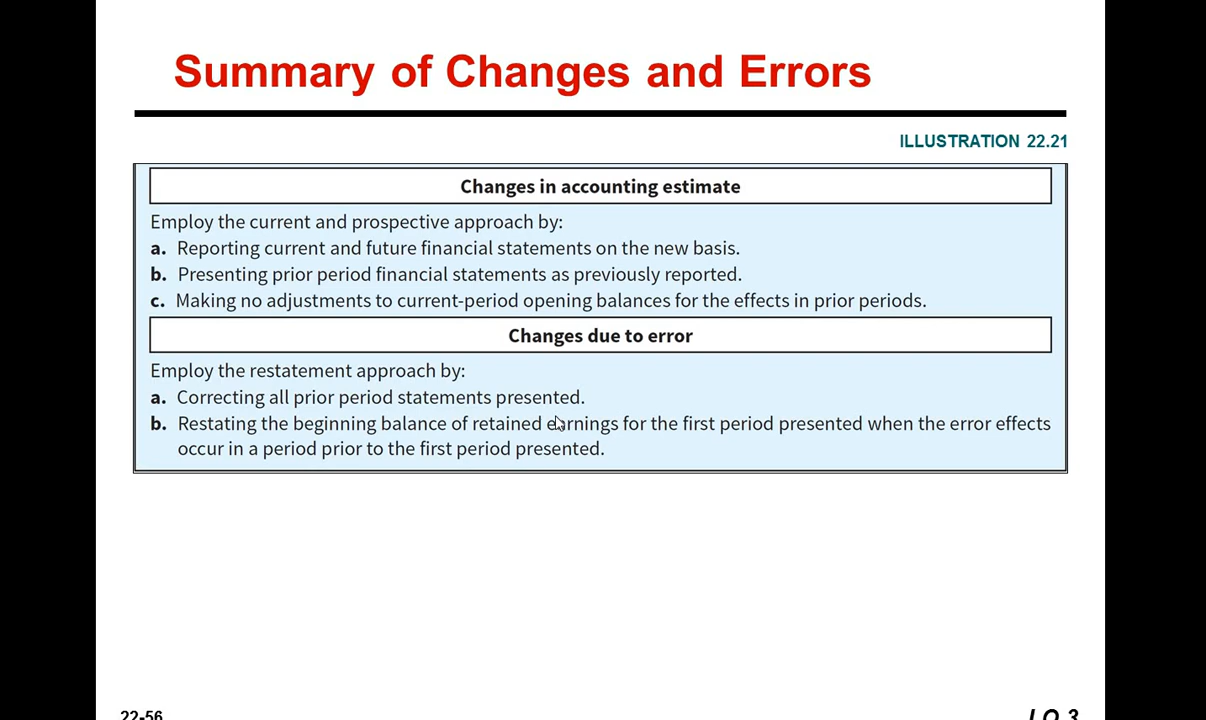 Summary of Changes and Errors
ILLUSTRATION 22.21
Changes in accounting estimate
Employ the current and prospective approach by:
a. Reporting current and future financial statements on the new basis.
b. Presenting prior period financial statements as previously reported.
c. Making no adjustments to current-period opening balances for the effects in prior periods.
Changes due to error
Employ the restatement approach by:
a. Correcting all prior period statements presented.
b. Restating the beginning balance of retained earnings for the first period presented when the error effects
occur in a period prior to the first period presented.
22-56
LO 3